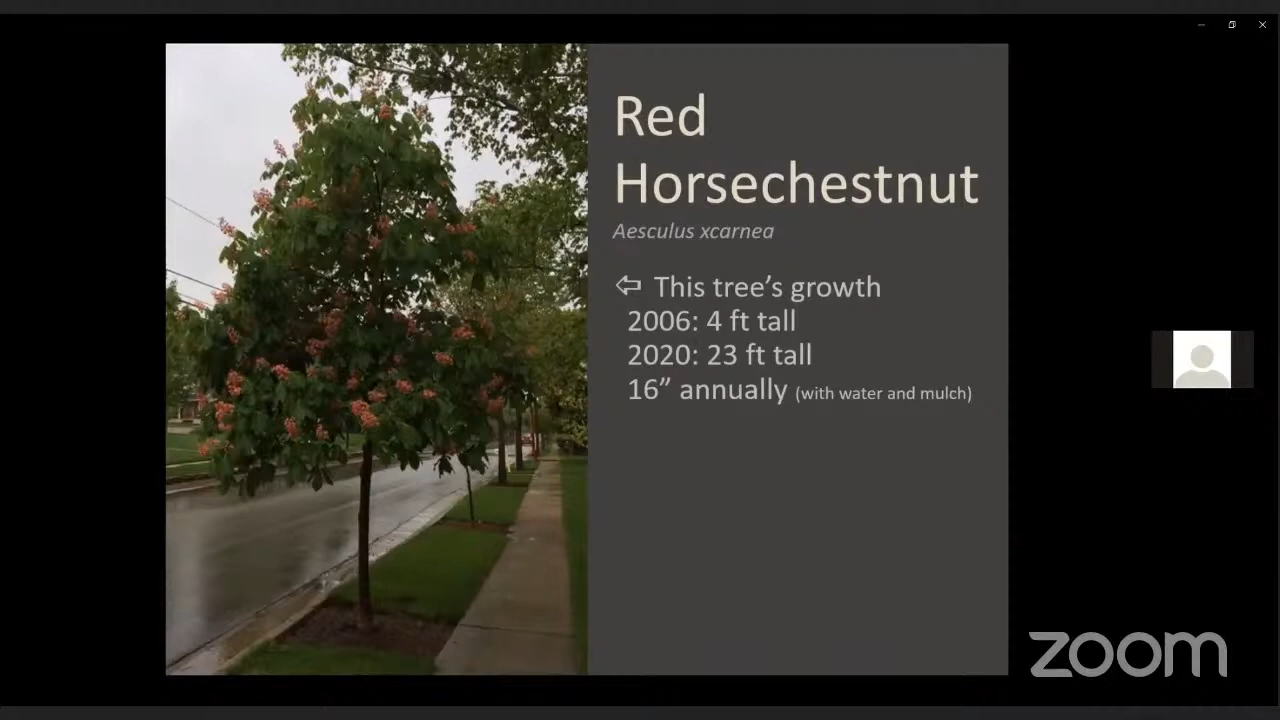 Red
Horsechestnut
Aesculus xcarnea
⇦ This tree’s growth
2006: 4 ft tall
2020: 23 ft tall
16” annually (with water and mulch)
zoom